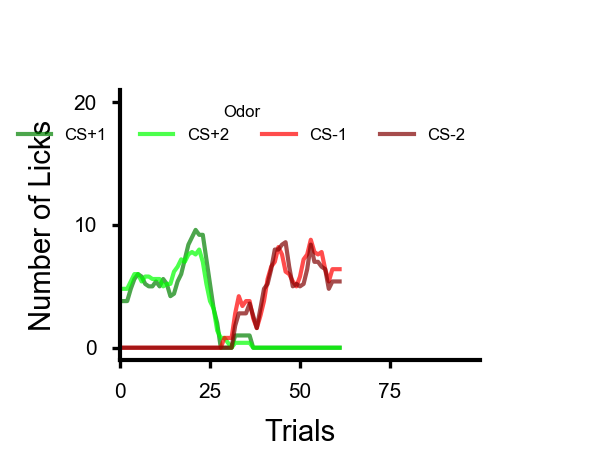 20
Odor
CS+1 CS+2 CS-1 CS-2
Number of Licks
10
0
0 25 50 75
Trials